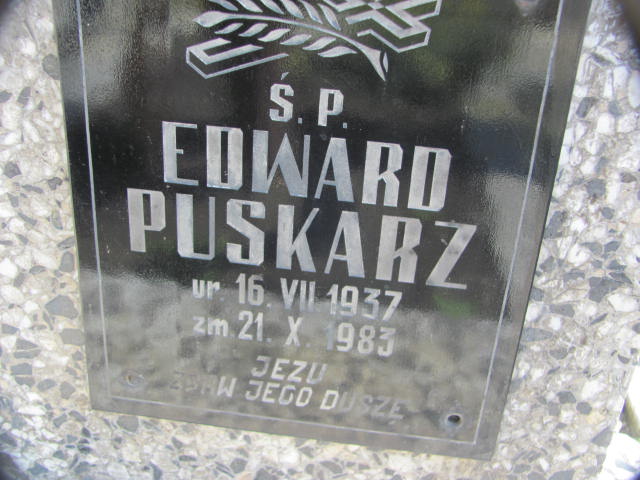 Ś. P.
EDWARD
PUSKARZ
ur. 16. VII. 1937
zm. 21. X. 1983
JEZU
ZBAW JEGO DUSZĘ